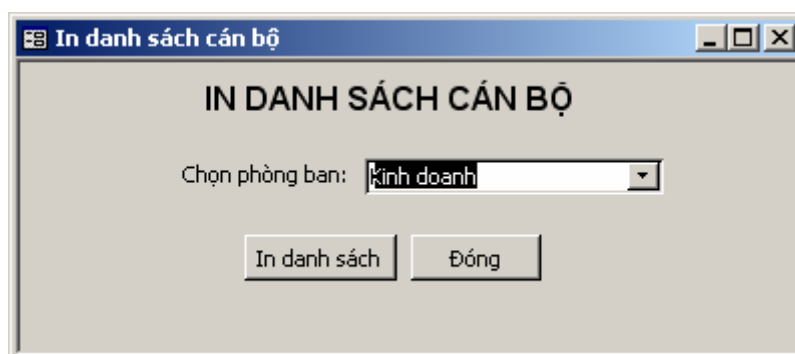 In danh sách cán bộ
IN DANH SÁCH CÁN BỘ
Chọn phòng ban: kinh doanh
In danh sách Đóng